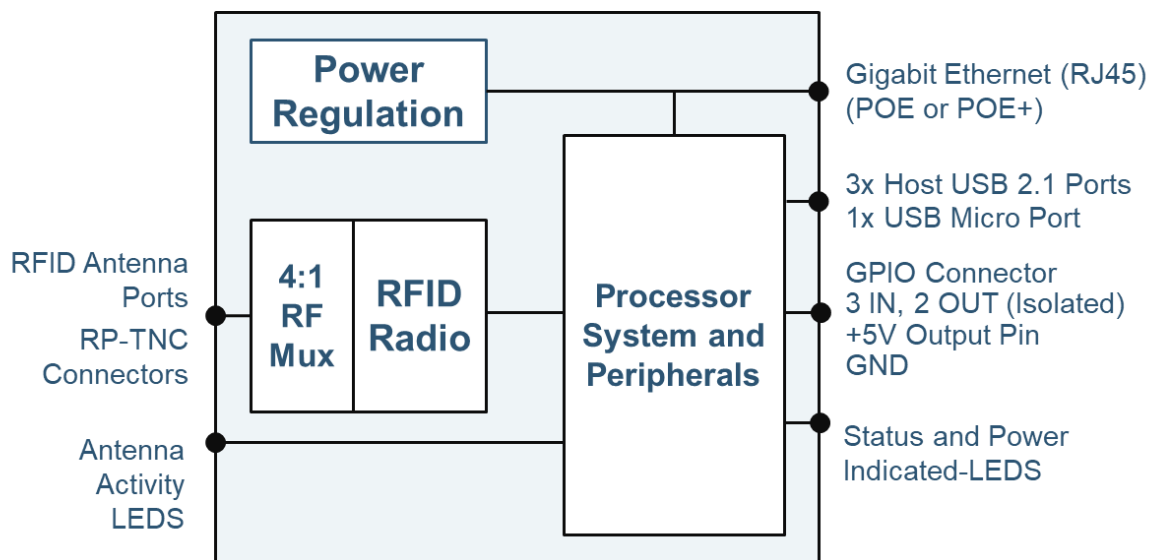 Power
Regulation
Gigabit Ethernet (RJ45)
(POE or POE+)
3x Host USB 2.1 Ports
1x USB Micro Port
RFID Antenna
Ports
RP-TNC
Connectors
4:1
RF
Mux
RFID
Radio
Processor
System and
Peripherals
GPIO Connector
3 IN, 2 OUT (Isolated)
+5V Output Pin
GND
Antenna
Activity
LEDS
Status and Power
Indicated-LEDS